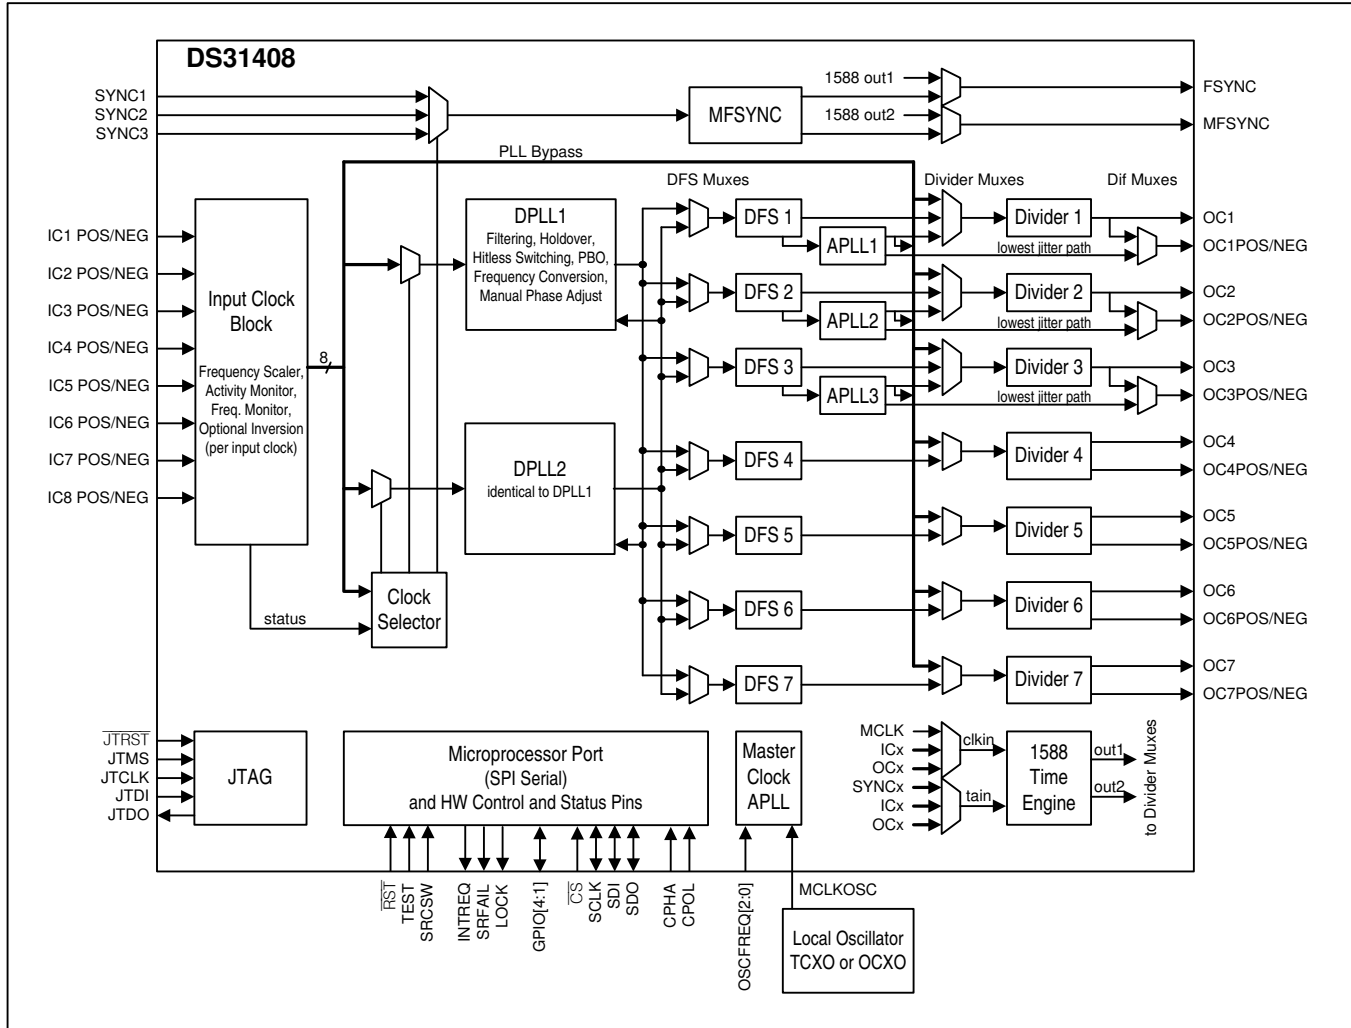 DS31408
SYNC1
SYNC2
SYNC3
MFSYNC
1588 out1
1588 out2
FSYNC
MFSYNC
PLL Bypass
DFS Muxes
Divider Muxes
Dif Muxes
IC1 POS/NEG
IC2 POS/NEG
IC3 POS/NEG
IC4 POS/NEG
IC5 POS/NEG
IC6 POS/NEG
IC7 POS/NEG
IC8 POS/NEG
Input Clock
Block
Frequency Scaler,
Activity Monitor,
Freq. Monitor,
Optional Inversion
(per input clock)
8
status
Clock
Selector
DPLL1
Filtering, Holdover,
Hitless Switching, PBO,
Frequency Conversion,
Manual Phase Adjust
DPLL2
identical to DPLL1
DFS 1
APLL1
Divider 1
lowest jitter path
OC1
OC1POS/NEG
DFS 2
APLL2
Divider 2
lowest jitter path
OC2
OC2POS/NEG
DFS 3
APLL3
Divider 3
lowest jitter path
OC3
OC3POS/NEG
DFS 4
Divider 4
OC4
OC4POS/NEG
DFS 5
Divider 5
OC5
OC5POS/NEG
DFS 6
Divider 6
OC6
OC6POS/NEG
DFS 7
Divider 7
OC7
OC7POS/NEG
JTRST
JTMS
JTCLK
JTDI
JTDO
JTAG
Microprocessor Port
(SPI Serial)
and HW Control and Status Pins
Master
Clock
APLL
MCLK
ICx
OCx
SYNCx
ICx
OCx
clkin
tain
1588
Time
Engine
out1
out2
to Divider Muxes
RST
TEST
SRCSW
INTREQ
SRFAIL
LOCK
GPIO[4:1]
CS
SCLK
SDI
SDO
CPHA
CPOL
OSCFREQ[2:0]
MCLKOSC
Local Oscillator
TCXO or OCXO